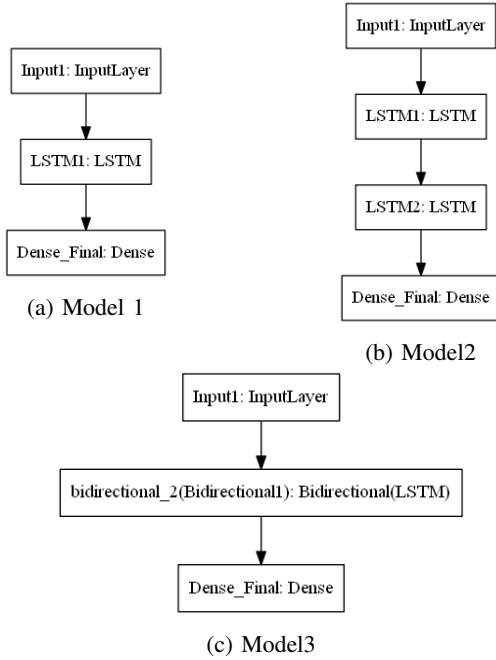 Input1: InputLayer
LSTM1: LSTM
Dense_Final: Dense
(a) Model 1
Input1: InputLayer
LSTM1: LSTM
LSTM2: LSTM
Dense_Final: Dense
(b) Model2
Input1: InputLayer
bidirectional_2(Bidirectional1): Bidirectional(LSTM)
Dense_Final: Dense
(c) Model3